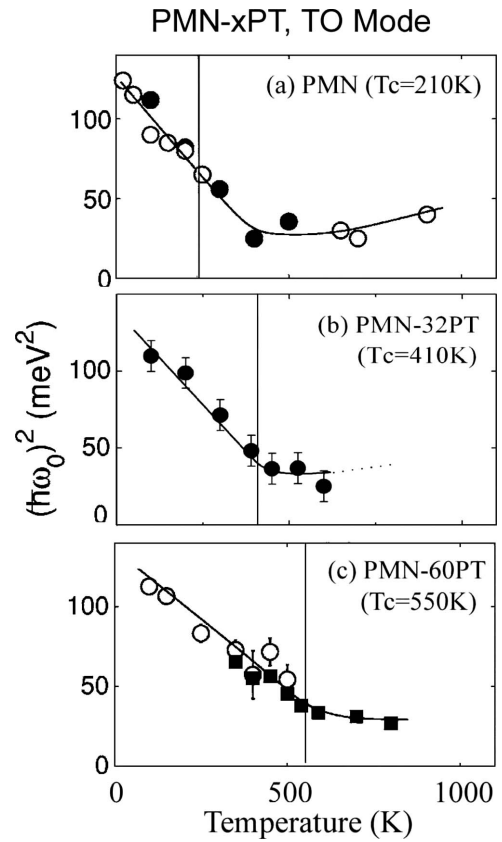 PMN-xPT, TO Mode
(a) PMN (Tc=210K)
100
50
0
(b) PMN-32PT
(Tc=410K)
100
50
0
(ħω₀)² (meV²)
(c) PMN-60PT
(Tc=550K)
100
50
0
0 500 1000
Temperature (K)